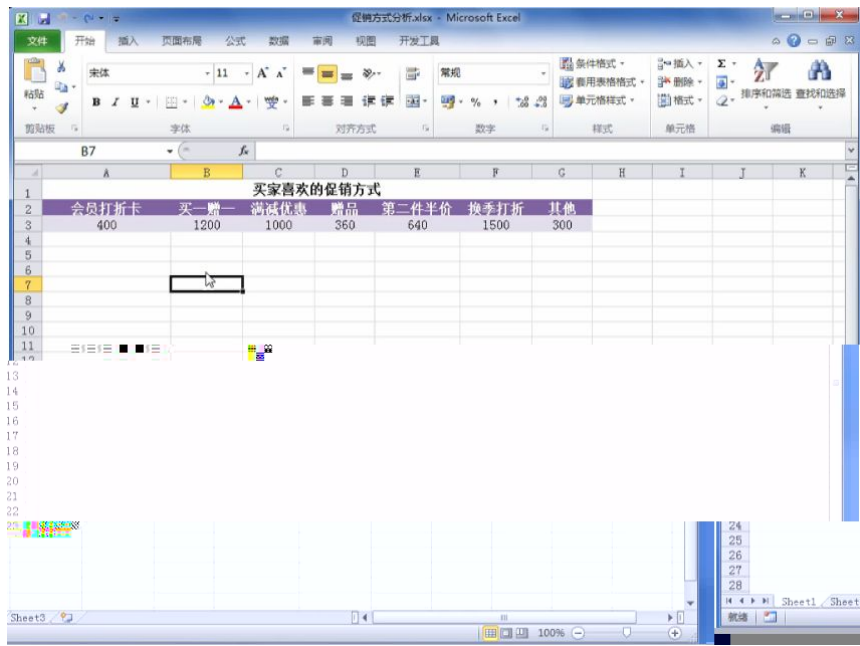 促销方式分析.xlsx - Microsoft Excel
文件 开始 插入 页面布局 公式 数据 审阅 视图 开发工具
宋体 11 A A 常规 条件格式 插入 Σ
粘贴 套用表格格式 删除 排序和筛选 查找和选择
B I U A % , 单元格样式 格式
剪贴板 字体 对齐方式 数字 样式 单元格 编辑
B7 fx
A B C D E F G H I J K
1 买家喜欢的促销方式
2 会员打折卡 买一赠一 满减优惠 赠品 第二件半价 换季打折 其他
3 400 1200 1000 360 640 1500 300
4
5
6
7
8
9
10
11
13
14
15
16
17
18
19
20
21
22
24
25
26
27
28
Sheet3 Sheet1 Sheet
就绪
100%